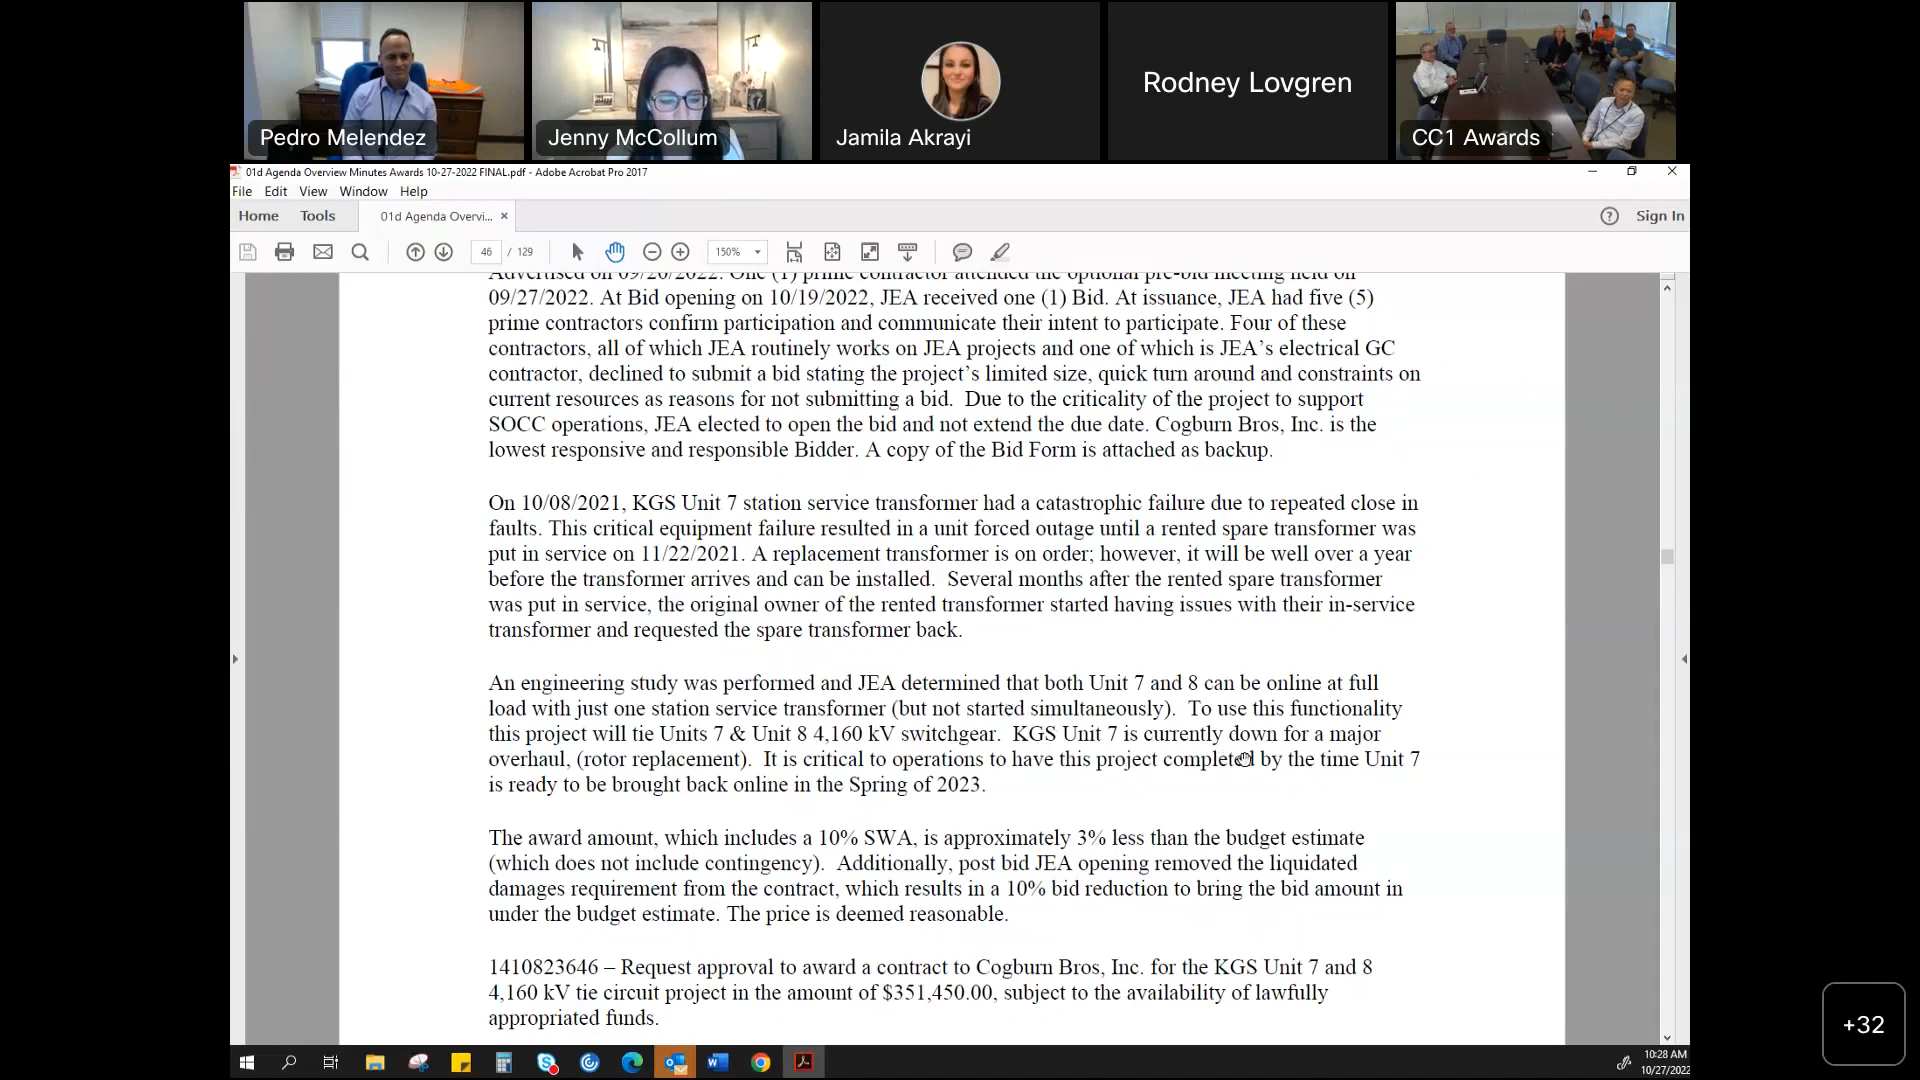 Pedro Melendez
Jenny McCollum
Jamila Akrayi
Rodney Lovgren
CC1 Awards
01d Agenda Overview Minutes Awards 10-27-2022 FINAL.pdf - Adobe Acrobat Pro 2017
File Edit View Window Help
Home Tools 01d Agenda Overvi... × Sign In
46 / 129 150%
Advertised on 09/20/2022. One (1) prime contractor attended the optional pre-bid meeting held on
09/27/2022. At Bid opening on 10/19/2022, JEA received one (1) Bid. At issuance, JEA had five (5)
prime contractors confirm participation and communicate their intent to participate. Four of these
contractors, all of which JEA routinely works on JEA projects and one of which is JEA's electrical GC
contractor, declined to submit a bid stating the project's limited size, quick turn around and constraints on
current resources as reasons for not submitting a bid. Due to the criticality of the project to support
SOCC operations, JEA elected to open the bid and not extend the due date. Cogburn Bros, Inc. is the
lowest responsive and responsible Bidder. A copy of the Bid Form is attached as backup.
On 10/08/2021, KGS Unit 7 station service transformer had a catastrophic failure due to repeated close in
faults. This critical equipment failure resulted in a unit forced outage until a rented spare transformer was
put in service on 11/22/2021. A replacement transformer is on order; however, it will be well over a year
before the transformer arrives and can be installed. Several months after the rented spare transformer
was put in service, the original owner of the rented transformer started having issues with their in-service
transformer and requested the spare transformer back.
An engineering study was performed and JEA determined that both Unit 7 and 8 can be online at full
load with just one station service transformer (but not started simultaneously). To use this functionality
this project will tie Units 7 & Unit 8 4,160 kV switchgear. KGS Unit 7 is currently down for a major
overhaul, (rotor replacement). It is critical to operations to have this project completed by the time Unit 7
is ready to be brought back online in the Spring of 2023.
The award amount, which includes a 10% SWA, is approximately 3% less than the budget estimate
(which does not include contingency). Additionally, post bid JEA opening removed the liquidated
damages requirement from the contract, which results in a 10% bid reduction to bring the bid amount in
under the budget estimate. The price is deemed reasonable.
1410823646 – Request approval to award a contract to Cogburn Bros, Inc. for the KGS Unit 7 and 8
4,160 kV tie circuit project in the amount of $351,450.00, subject to the availability of lawfully
appropriated funds.
+32
10:28 AM
10/27/2022